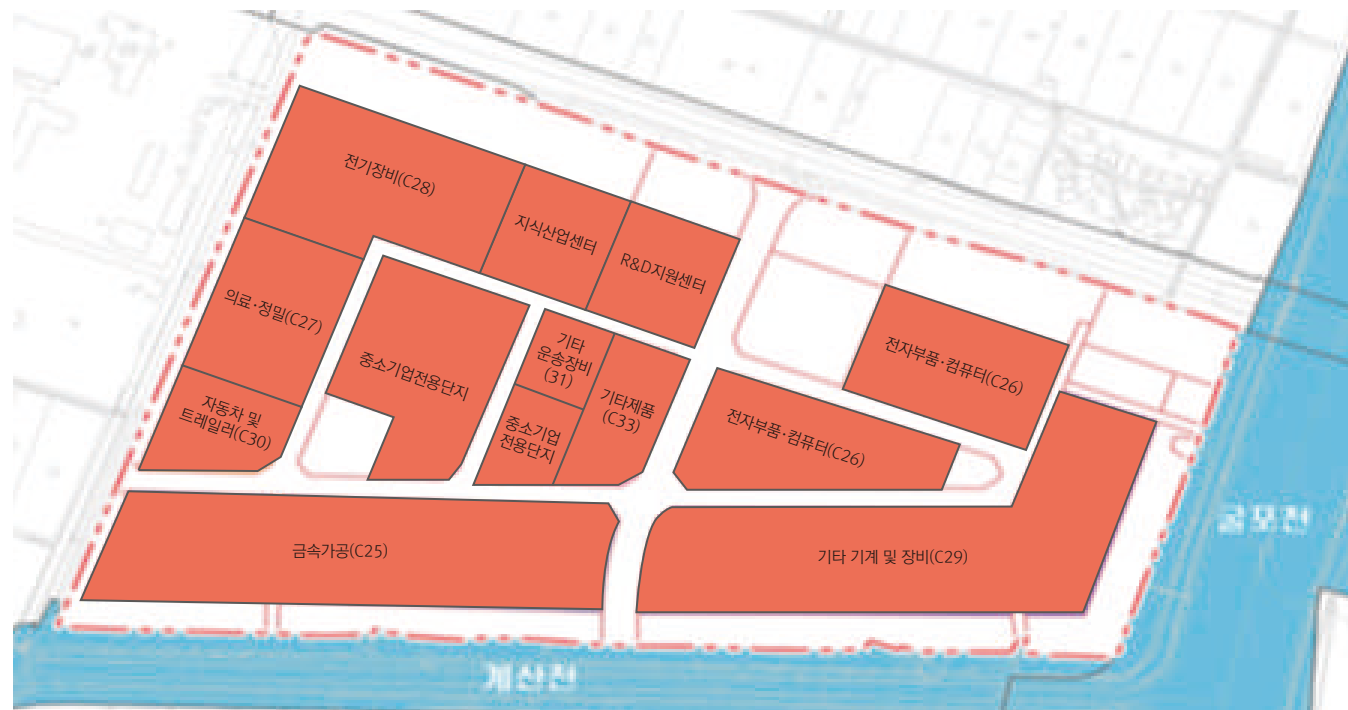 전기장비(C28)
지식산업센터
R&D지원센터
의료·정밀(C27)
중소기업전용단지
기타
운송장비
(31)
기타제품
(C33)
전자부품·컴퓨터(C26)
자동차 및
트레일러(C30)
중소기업
전용단지
전자부품·컴퓨터(C26)
금속가공(C25)
기타 기계 및 장비(C29)
굴포천
계산천